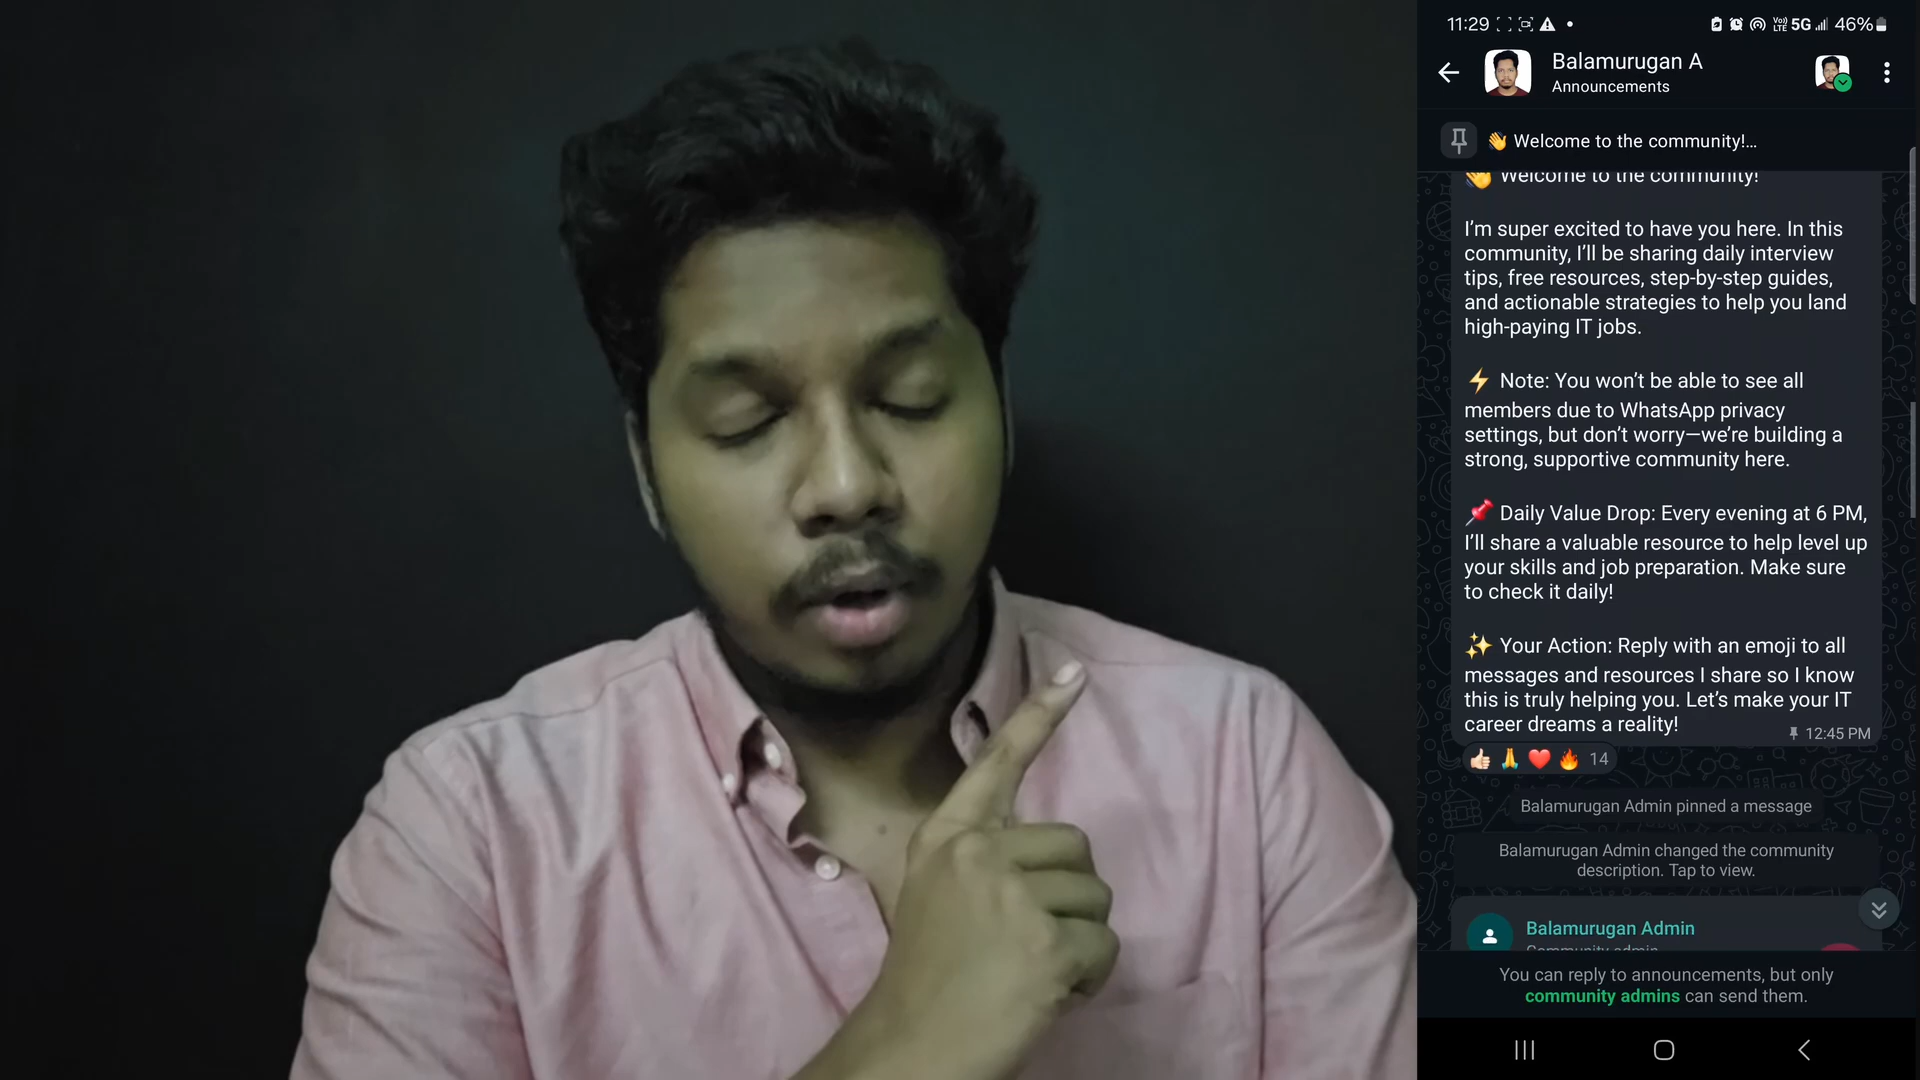 11:29
5G 46%
Balamurugan A
Announcements
👋 Welcome to the community!...
👋 Welcome to the community!
I'm super excited to have you here. In this
community, I'll be sharing daily interview
tips, free resources, step-by-step guides,
and actionable strategies to help you land
high-paying IT jobs.
⚡ Note: You won't be able to see all
members due to WhatsApp privacy
settings, but don't worry—we're building a
strong, supportive community here.
📌 Daily Value Drop: Every evening at 6 PM,
I'll share a valuable resource to help level up
your skills and job preparation. Make sure
to check it daily!
✨ Your Action: Reply with an emoji to all
messages and resources I share so I know
this is truly helping you. Let's make your IT
career dreams a reality!
12:45 PM
👍🏻 🙏 ❤️ 🔥 14
Balamurugan Admin pinned a message
Balamurugan Admin changed the community
description. Tap to view.
Balamurugan Admin
Community admin
You can reply to announcements, but only
community admins can send them.